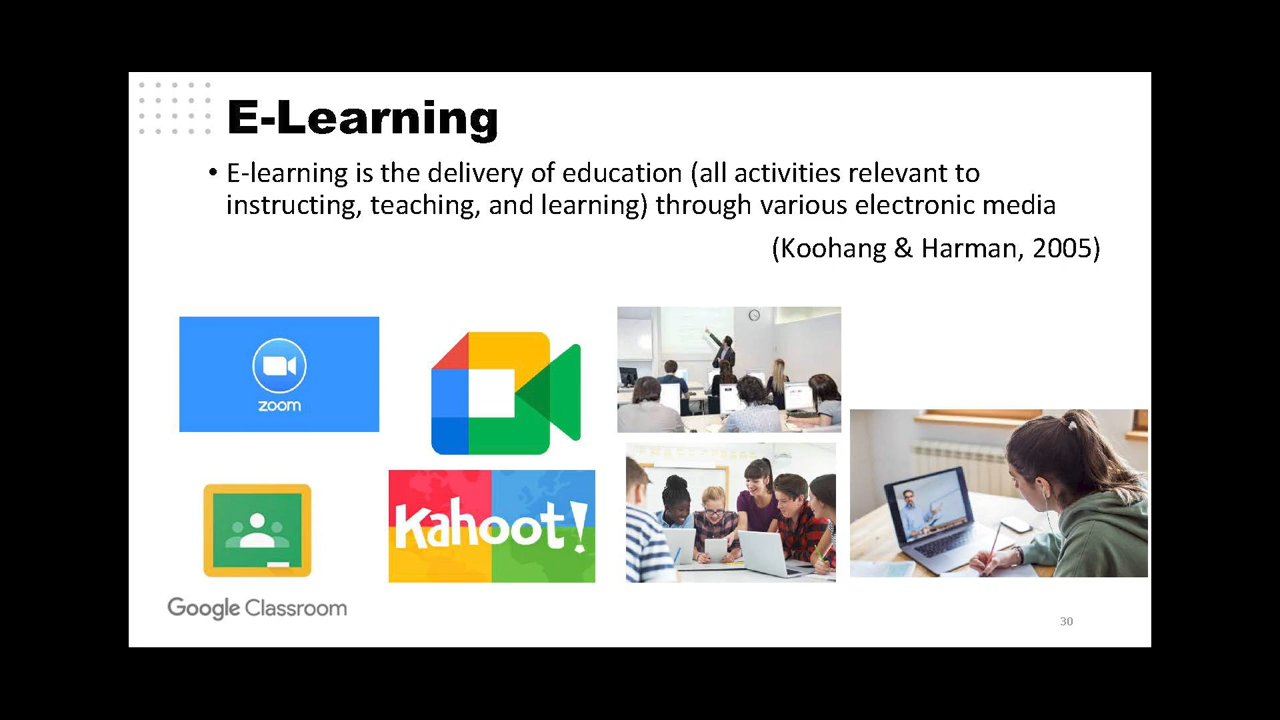 E-Learning
• E-learning is the delivery of education (all activities relevant to
instructing, teaching, and learning) through various electronic media
(Koohang & Harman, 2005)
zoom
Kahoot!
Google Classroom
30